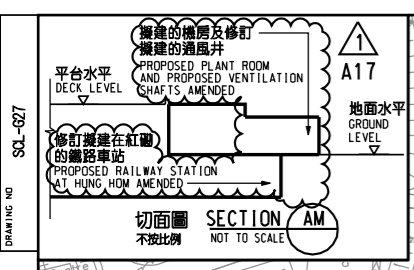 擬建的機房及修訂
擬建的通風井
PROPOSED PLANT ROOM
AND PROPOSED VENTILATION
SHAFTS AMENDED
1
A17
平台水平
DECK LEVEL
地面水平
GROUND
LEVEL
修訂擬建在紅磡
的鐵路車站
PROPOSED RAILWAY STATION
AT HUNG HOM AMENDED
切面圖 SECTION AM
不按比例 NOT TO SCALE
DRAWING NO
SCL-G27